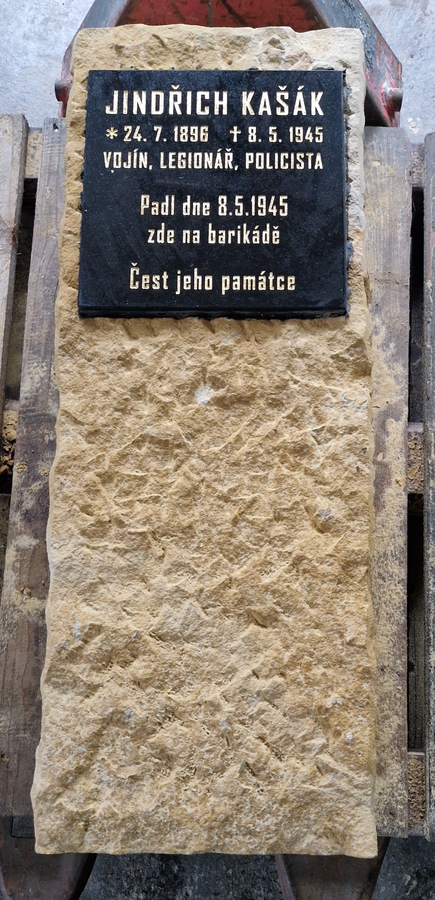 JINDŘICH KAŠÁK
* 24. 7. 1896 ✝ 8. 5. 1945
VOJÍN, LEGIONÁŘ, POLICISTA
Padl dne 8.5.1945
zde na barikádě
Čest jeho památce